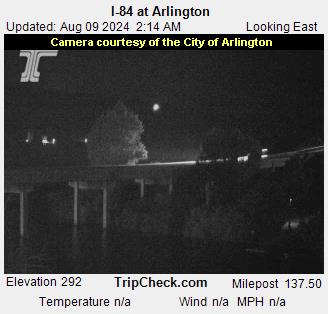 I-84 at Arlington
Updated: Aug 09 2024 2:14 AM Looking East
Camera courtesy of the City of Arlington
Elevation 292 TripCheck.com Milepost 137.50
Temperature n/a Wind n/a MPH n/a